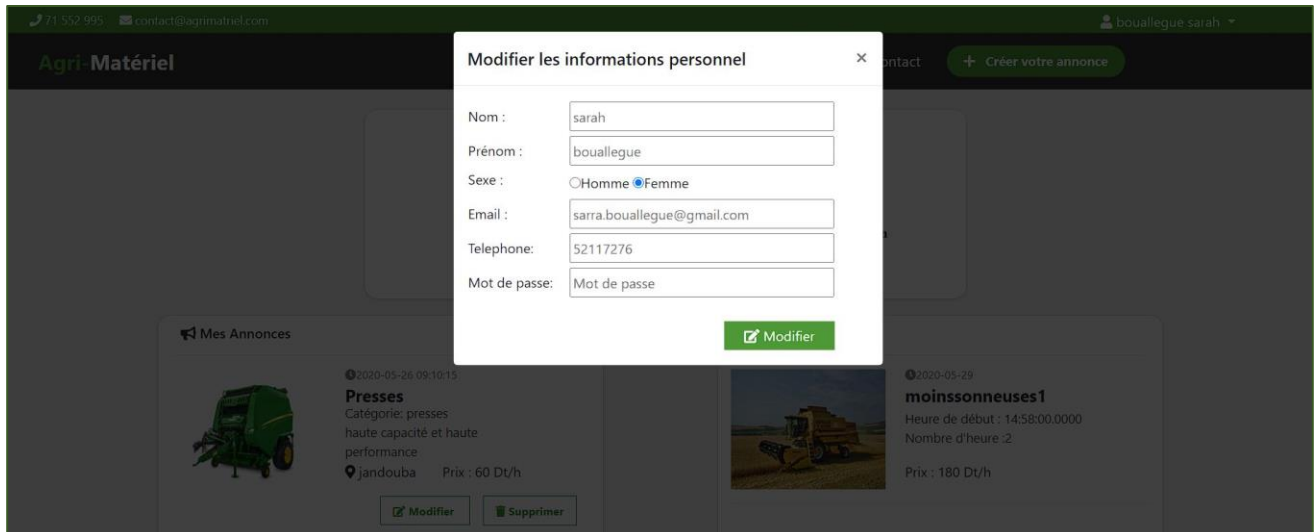 71 552 995 contact@agrimatriel.com bouallegue sarah
Agri-Matériel ontact + Créer votre annonce
Modifier les informations personnel ×
Nom : sarah
Prénom : bouallegue
Sexe : Homme Femme
Email : sarra.bouallegue@gmail.com
Telephone: 52117276
Mot de passe: Mot de passe
Modifier
Mes Annonces
2020-05-26 09:10:15
Presses
Catégorie: presses
haute capacité et haute
performance
jandouba Prix : 60 Dt/h
Modifier Supprimer
2020-05-29
moinssonneuses1
Heure de début : 14:58:00.0000
Nombre d'heure :2
Prix : 180 Dt/h